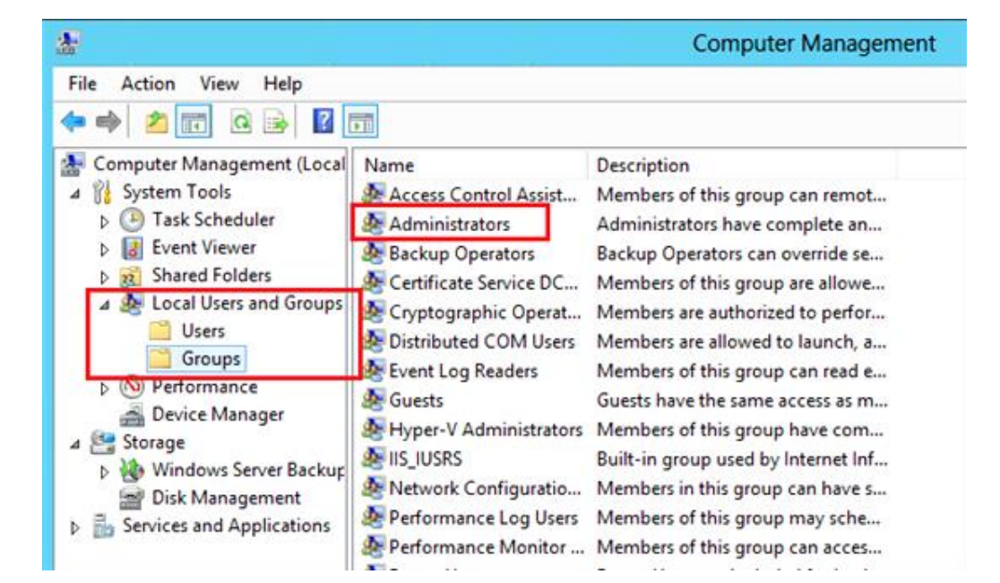 Computer Management
File Action View Help
Computer Management (Local
System Tools
Task Scheduler
Event Viewer
Shared Folders
Local Users and Groups
Users
Groups
Performance
Device Manager
Storage
Windows Server Backup
Disk Management
Services and Applications
Name Description
Access Control Assist... Members of this group can remot...
Administrators Administrators have complete an...
Backup Operators Backup Operators can override se...
Certificate Service DC... Members of this group are allowe...
Cryptographic Operat... Members are authorized to perfor...
Distributed COM Users Members are allowed to launch, a...
Event Log Readers Members of this group can read e...
Guests Guests have the same access as m...
Hyper-V Administrators Members of this group have com...
IIS_IUSRS Built-in group used by Internet Inf...
Network Configuratio... Members in this group can have s...
Performance Log Users Members of this group may sche...
Performance Monitor ... Members of this group can acces...